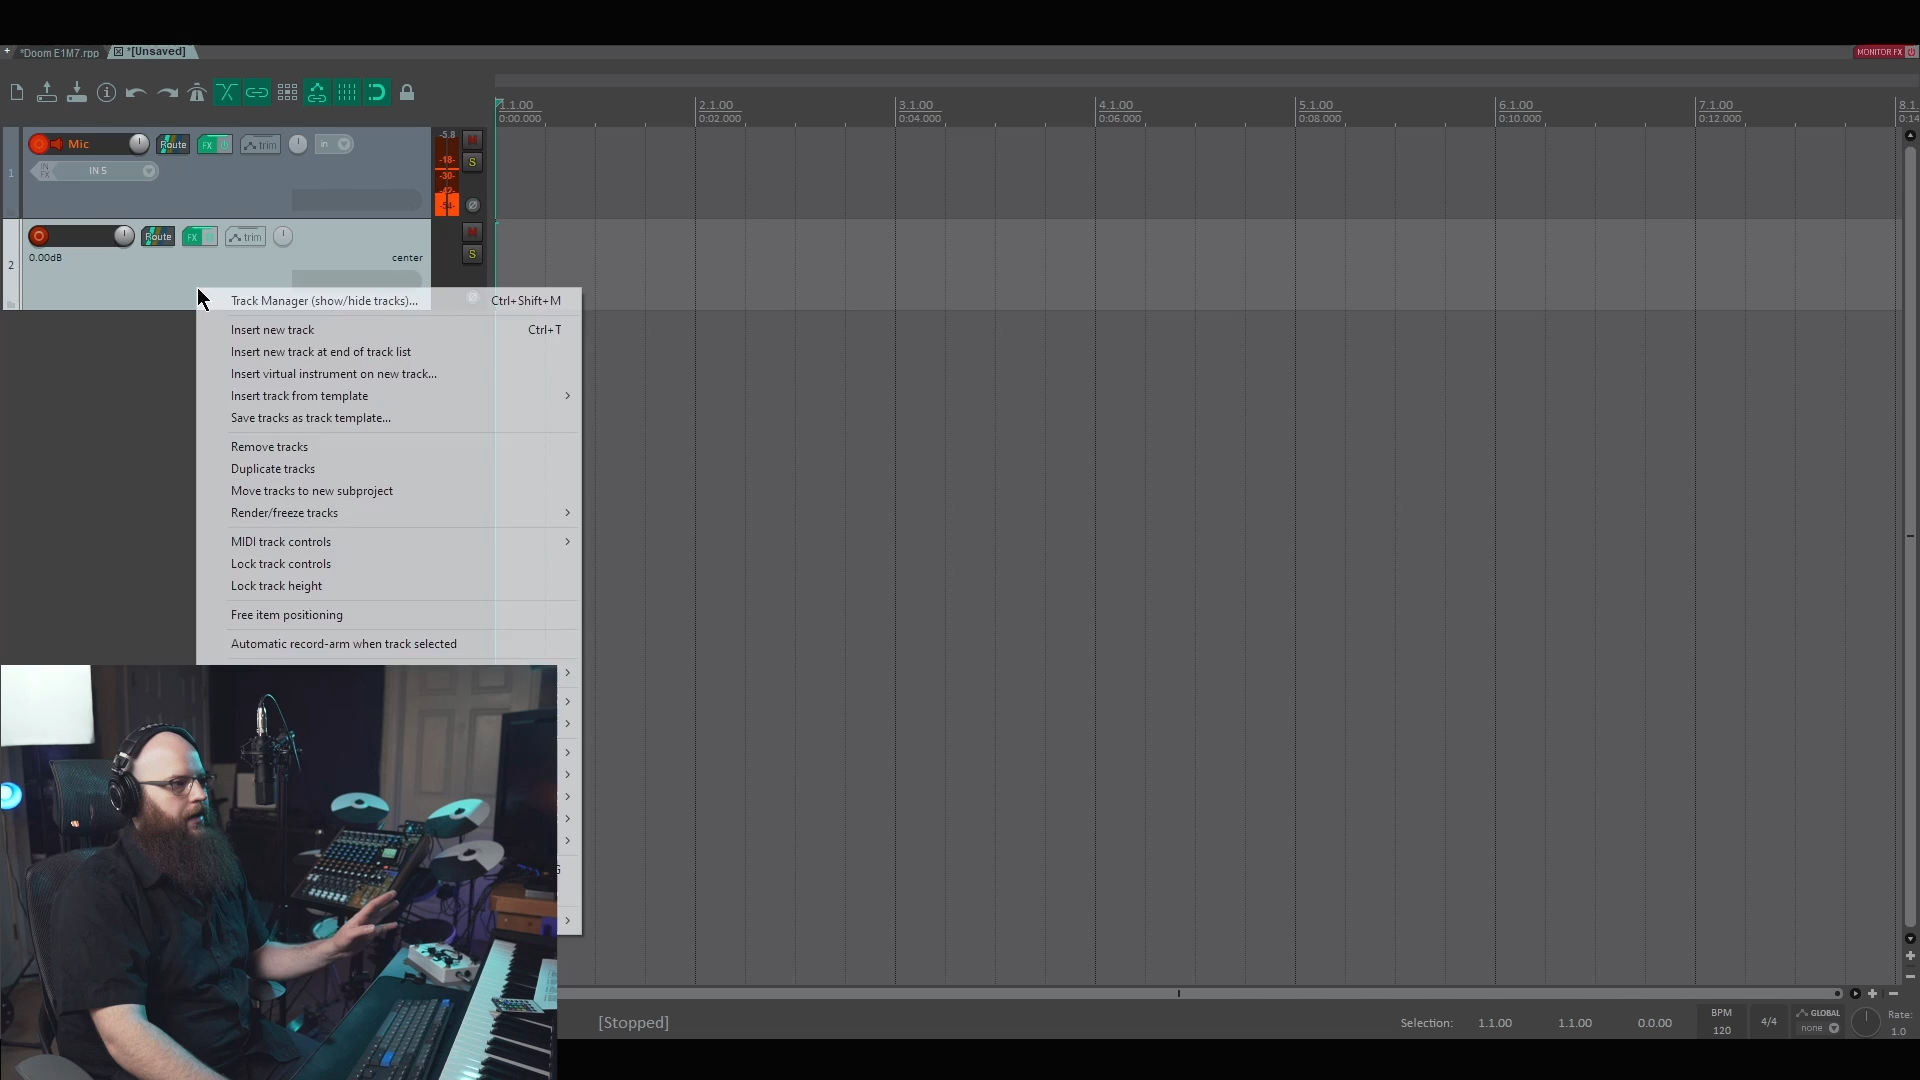 + *Doom E1M7.rpp *[Unsaved]
MONITOR FX
1.1.00 2.1.00 3.1.00 4.1.00 5.1.00 6.1.00 7.1.00 8.1.
0:00.000 0:02.000 0:04.000 0:06.000 0:08.000 0:10.000 0:12.000 0:14
1
Mic Route FX trim in
IN FX IN 5
-5.8
-18-
-30-
-42-
-54-
M
S
2
Route FX trim
0.00dB center
M
S
Track Manager (show/hide tracks)... Ctrl+Shift+M
Insert new track Ctrl+T
Insert new track at end of track list
Insert virtual instrument on new track...
Insert track from template
Save tracks as track template...
Remove tracks
Duplicate tracks
Move tracks to new subproject
Render/freeze tracks
MIDI track controls
Lock track controls
Lock track height
Free item positioning
Automatic record-arm when track selected
[Stopped]
Selection: 1.1.00 1.1.00 0.0.00
BPM
120
4/4
GLOBAL
none
Rate:
1.0